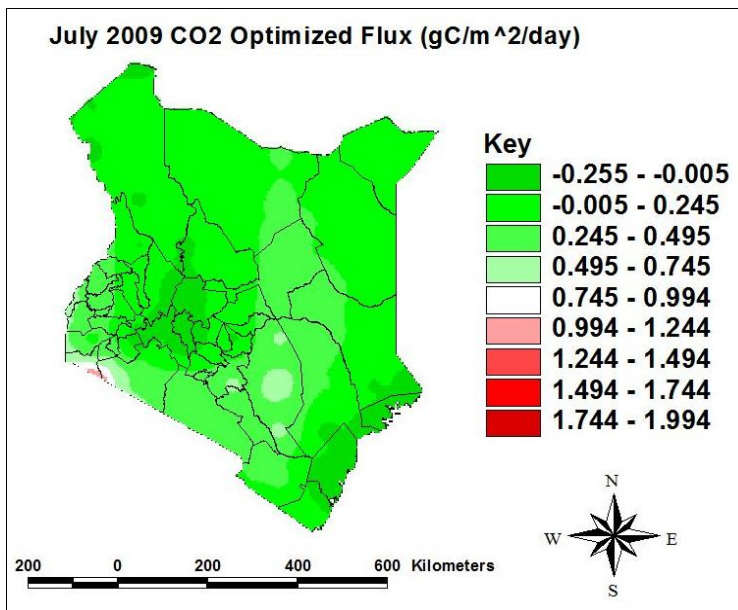 July 2009 CO2 Optimized Flux (gC/m^2/day)
Key
-0.255 - -0.005
-0.005 - 0.245
0.245 - 0.495
0.495 - 0.745
0.745 - 0.994
0.994 - 1.244
1.244 - 1.494
1.494 - 1.744
1.744 - 1.994
N
W E
S
200 0 200 400 600 Kilometers